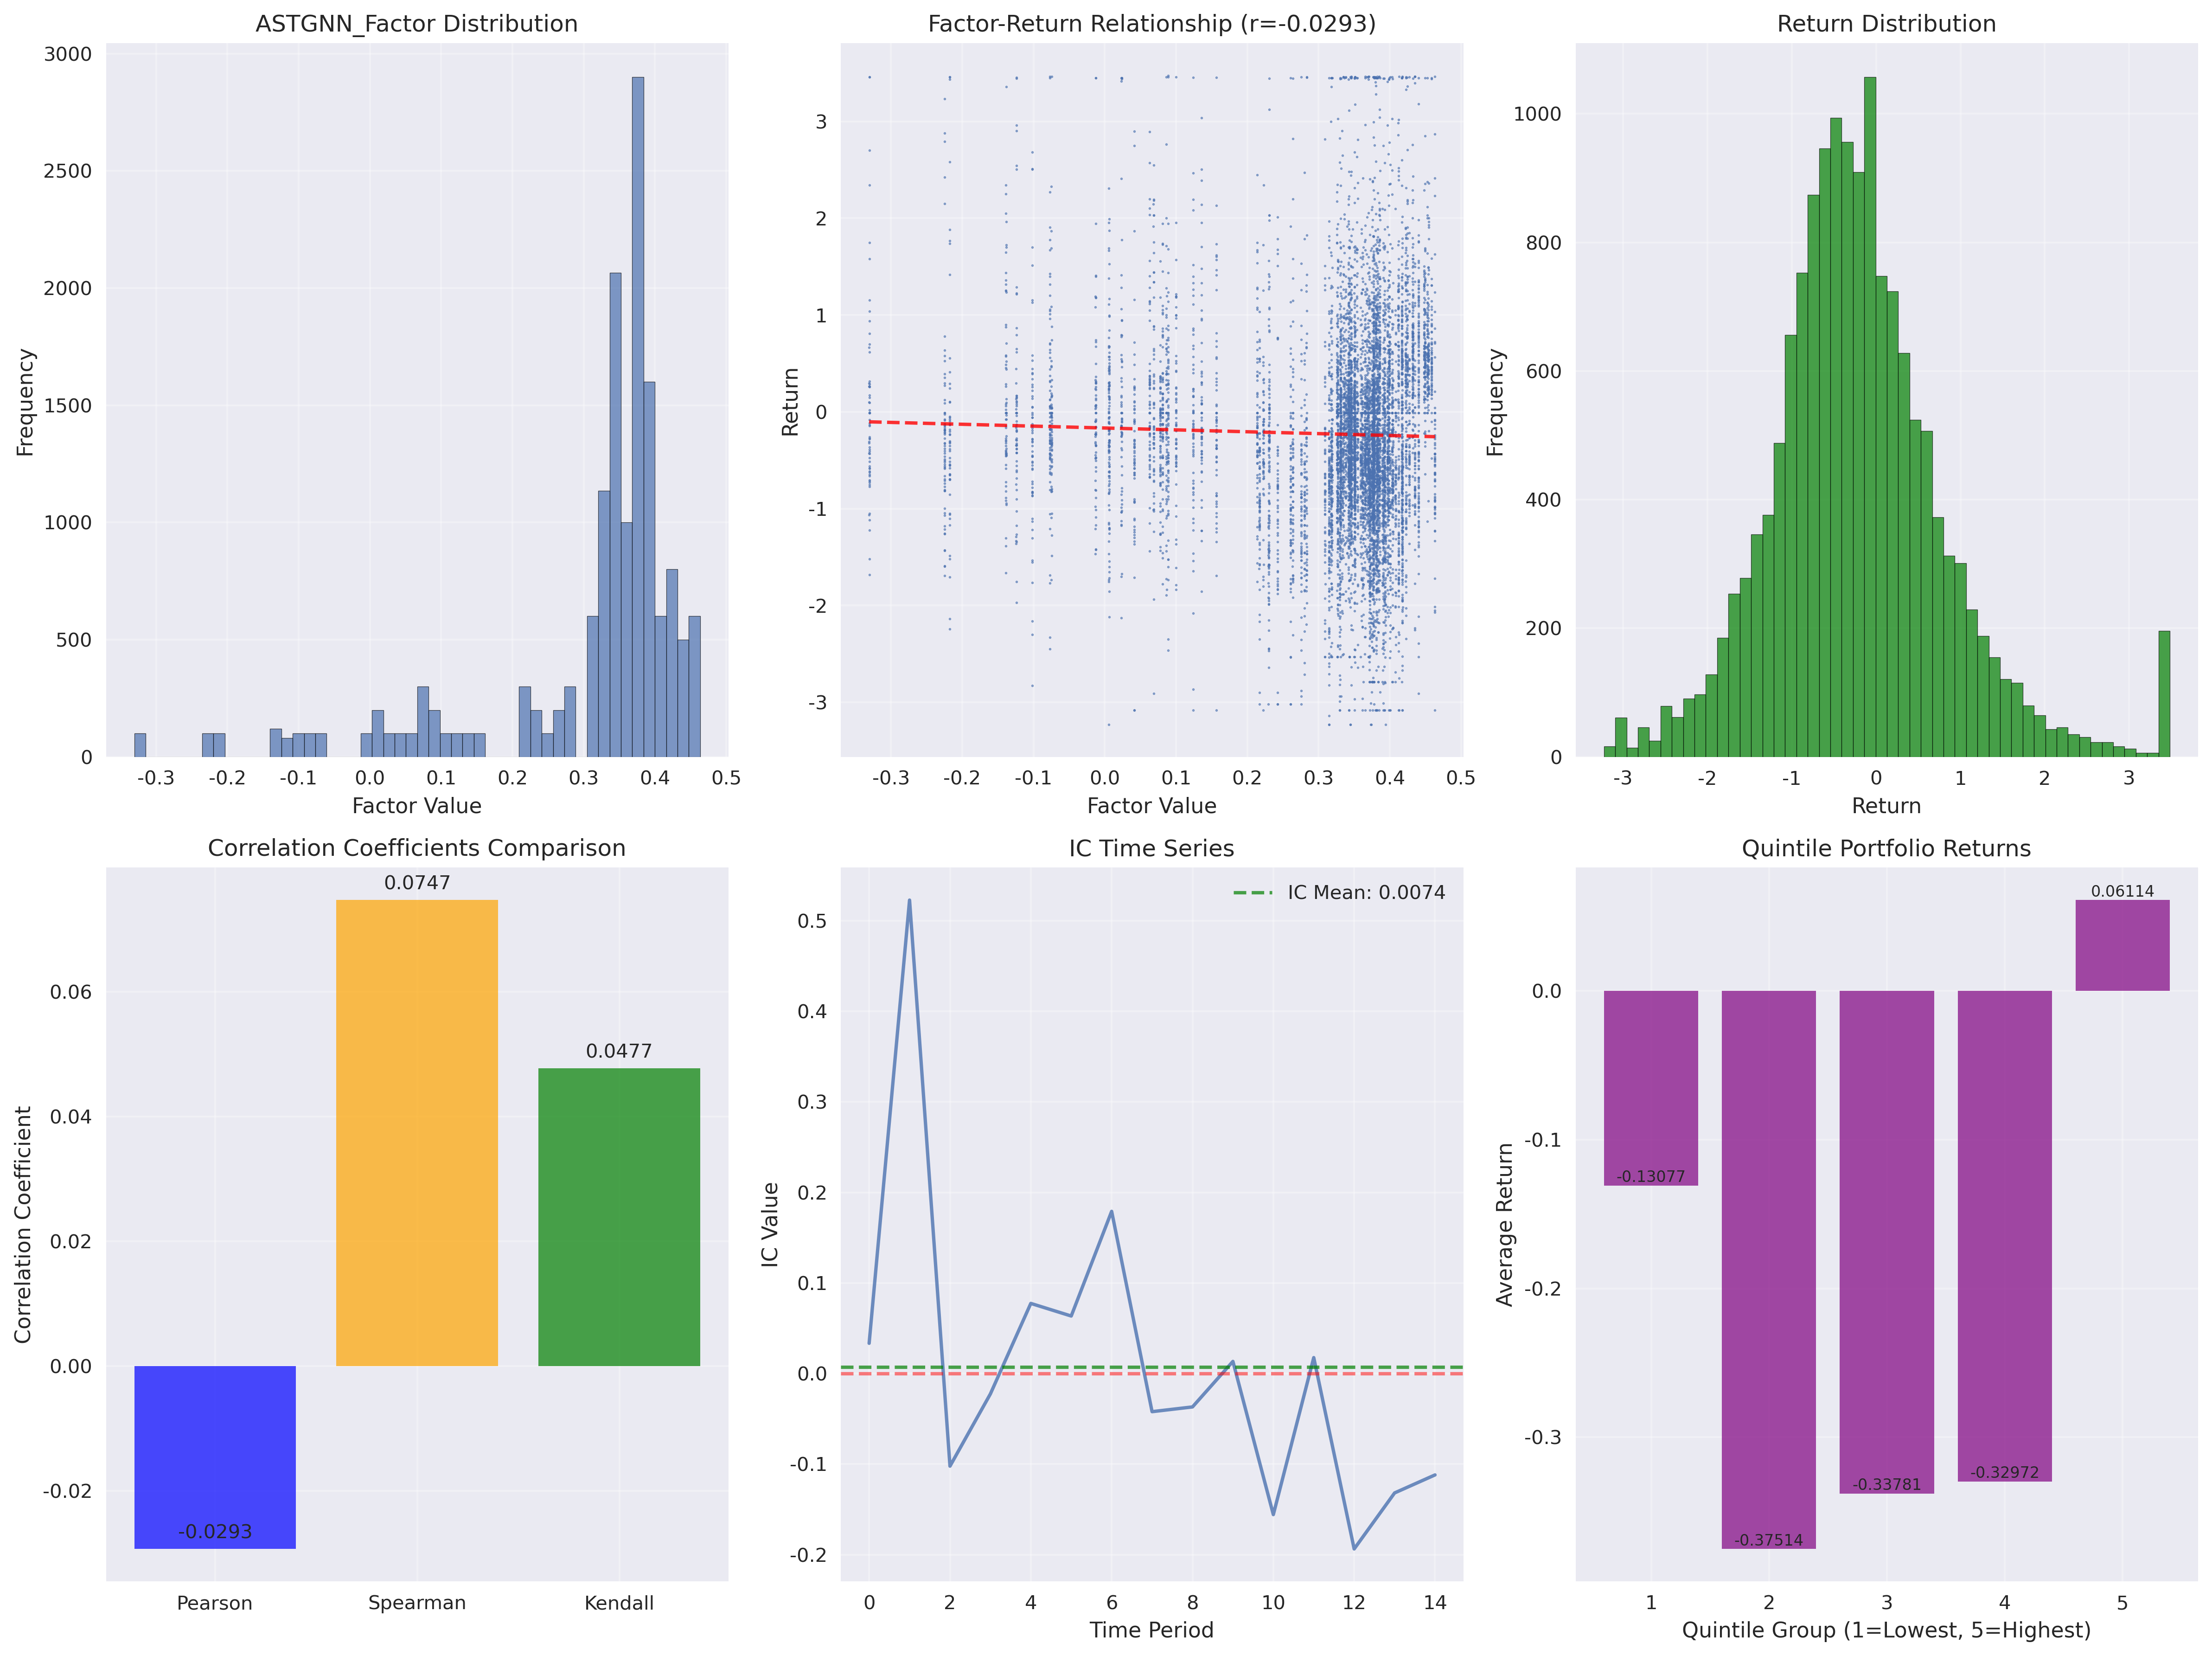 ASTGNN_Factor Distribution
3000
2500
2000
1500
1000
500
0
Frequency
-0.3 -0.2 -0.1 0.0 0.1 0.2 0.3 0.4 0.5
Factor Value
Factor-Return Relationship (r=-0.0293)
3
2
1
0
-1
-2
-3
Return
-0.3 -0.2 -0.1 0.0 0.1 0.2 0.3 0.4 0.5
Factor Value
Return Distribution
1000
800
600
400
200
0
Frequency
-3 -2 -1 0 1 2 3
Return
Correlation Coefficients Comparison
0.06
0.04
0.02
0.00
-0.02
Correlation Coefficient
-0.0293
0.0747
0.0477
Pearson Spearman Kendall
IC Time Series
IC Mean: 0.0074
0.5
0.4
0.3
0.2
0.1
0.0
-0.1
-0.2
IC Value
0 2 4 6 8 10 12 14
Time Period
Quintile Portfolio Returns
0.0
-0.1
-0.2
-0.3
Average Return
-0.13077
-0.37514
-0.33781
-0.32972
0.06114
1 2 3 4 5
Quintile Group (1=Lowest, 5=Highest)